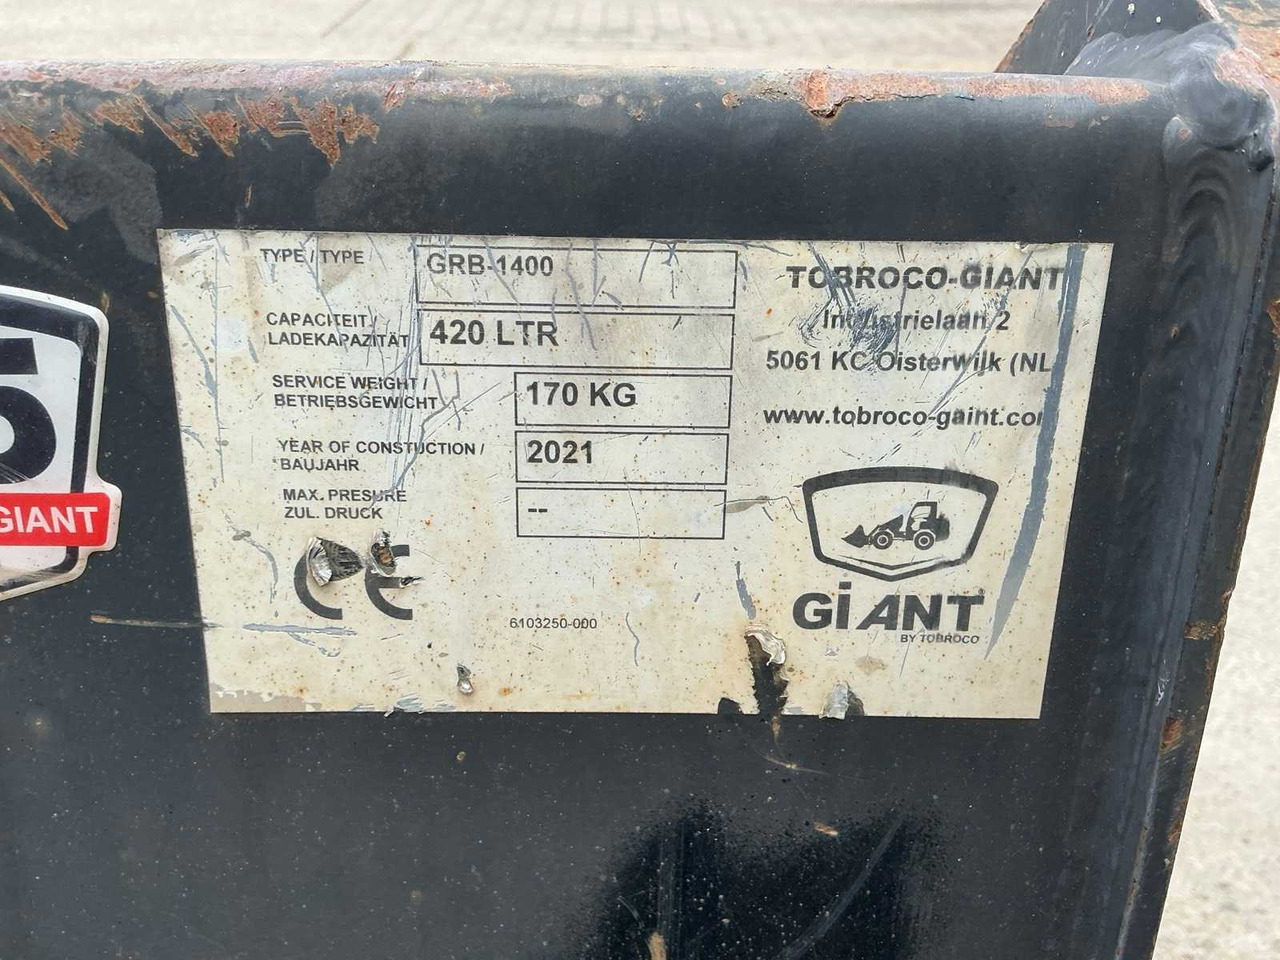 TYPE / TYPE
GRB-1400
CAPACITEIT/
LADEKAPAZITÄT
420 LTR
SERVICE WEIGHT /
BETRIEBSGEWICHT
170 KG
YEAR OF CONSTUCTION /
BAUJAHR
2021
MAX. PRESURE
ZUL. DRUCK
--
CE
6103250-000
TOBROCO-GIANT
Industrielaan 2
5061 KC Oisterwijk (NL
www.tobroco-gaint.com
GiANT
BY TOBROCO
5
GIANT